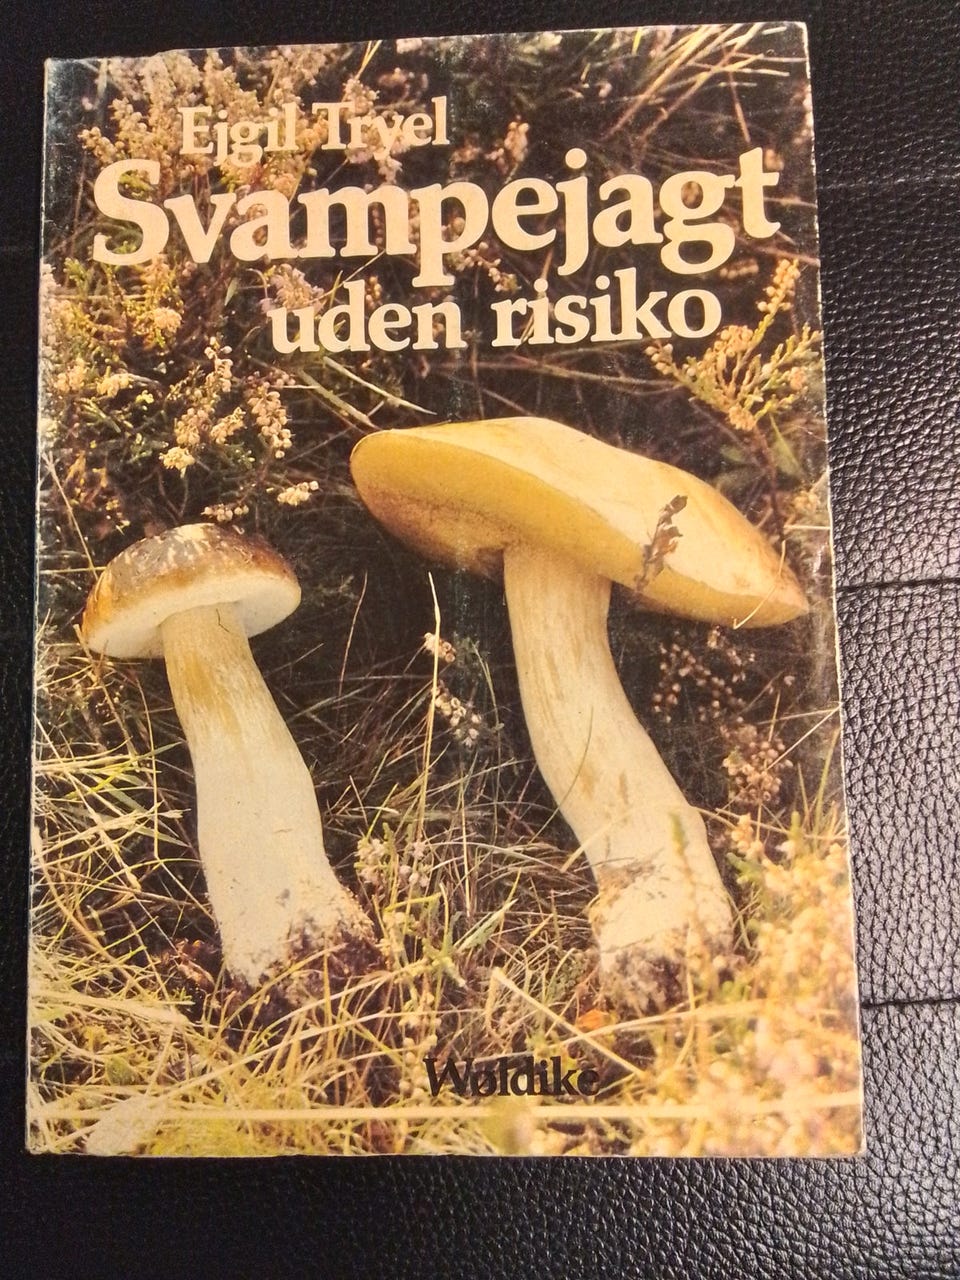 Ejgil Tryel
Svampejagt
uden risiko
Wøldike